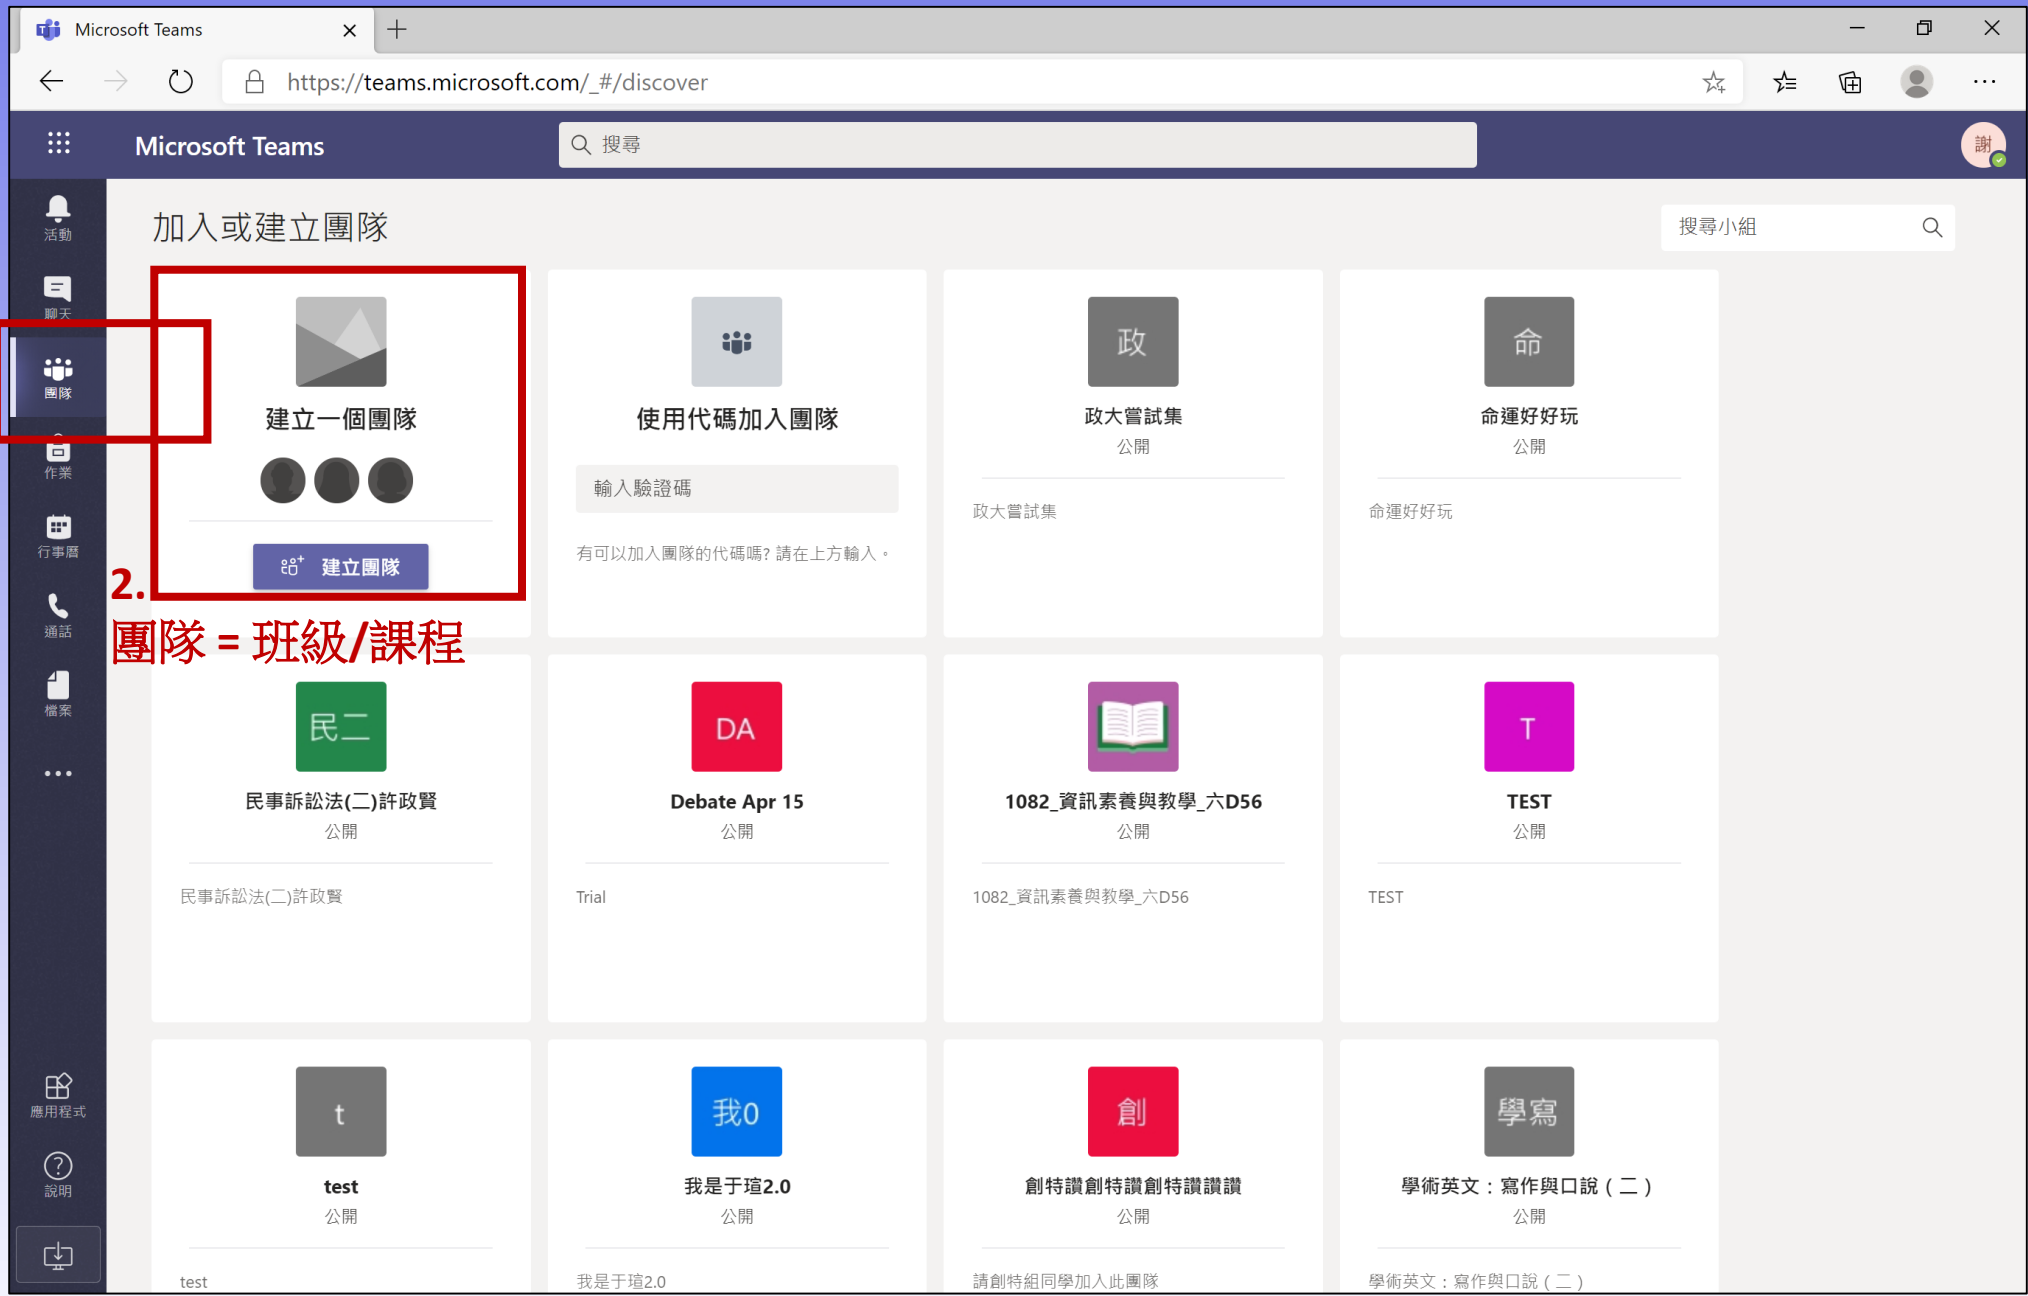 Microsoft Teams
https://teams.microsoft.com/_#/discover
Microsoft Teams
搜尋
謝
活動
聊天
團隊
作業
行事曆
通話
檔案
應用程式
說明
加入或建立團隊
搜尋小組
建立一個團隊
建立團隊
使用代碼加入團隊
輸入驗證碼
有可以加入團隊的代碼嗎? 請在上方輸入。
政
政大嘗試集
公開
政大嘗試集
命
命運好好玩
公開
命運好好玩
2.
團隊 = 班級/課程
民二
民事訴訟法(二)許政賢
公開
民事訴訟法(二)許政賢
DA
Debate Apr 15
公開
Trial
1082_資訊素養與教學_六D56
公開
1082_資訊素養與教學_六D56
T
TEST
公開
TEST
t
test
公開
test
我0
我是于瑄2.0
公開
我是于瑄2.0
創
創特讚創特讚創特讚讚讚
公開
請創特組同學加入此團隊
學寫
學術英文：寫作與口說（二）
公開
學術英文：寫作與口說（二）